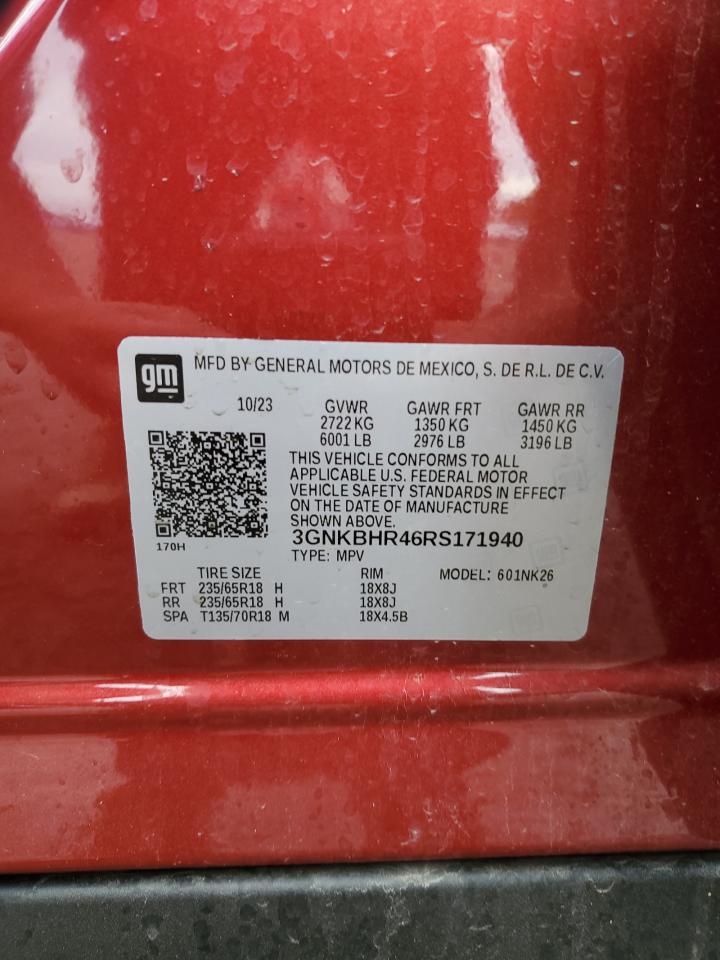 gm MFD BY GENERAL MOTORS DE MEXICO, S. DE R.L. DE C.V.
10/23 GVWR GAWR FRT GAWR RR
2722 KG 1350 KG 1450 KG
6001 LB 2976 LB 3196 LB
THIS VEHICLE CONFORMS TO ALL
APPLICABLE U.S. FEDERAL MOTOR
VEHICLE SAFETY STANDARDS IN EFFECT
ON THE DATE OF MANUFACTURE
SHOWN ABOVE.
3GNKBHR46RS171940
170H
TYPE: MPV
TIRE SIZE RIM MODEL: 601NK26
FRT 235/65R18 H 18X8J
RR 235/65R18 H 18X8J
SPA T135/70R18 M 18X4.5B